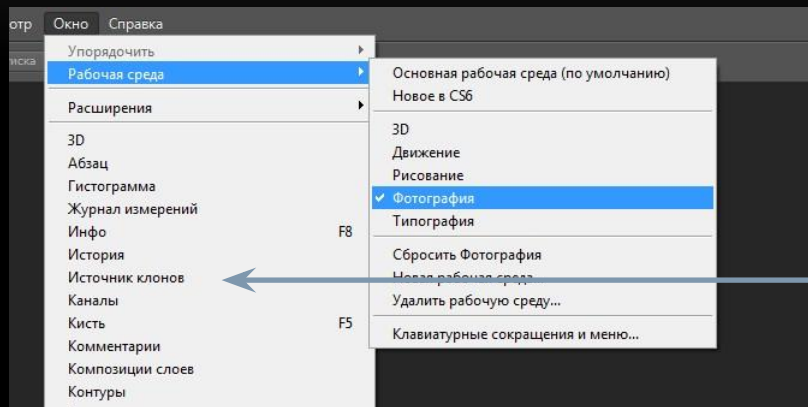 отр Окно Справка
иска
Упорядочить
Рабочая среда
Расширения
3D
Абзац
Гистограмма
Журнал измерений
Инфо F8
История
Источник клонов
Каналы
Кисть F5
Комментарии
Композиции слоев
Контуры
Основная рабочая среда (по умолчанию)
Новое в CS6
3D
Движение
Рисование
Фотография
Типография
Сбросить Фотография
Новая рабочая среда...
Удалить рабочую среду...
Клавиатурные сокращения и меню...